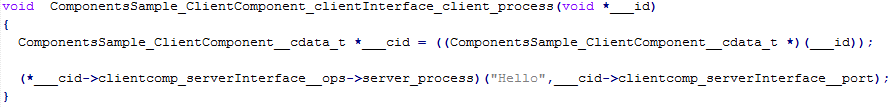 void  ComponentsSample_ClientComponent_clientInterface_client_process(void *___id)
{
  ComponentsSample_ClientComponent__cdata_t *___cid = ((ComponentsSample_ClientComponent__cdata_t *)(___id));
  (*___cid->clientcomp_serverInterface__ops->server_process)("Hello",___cid->clientcomp_serverInterface__port);
}